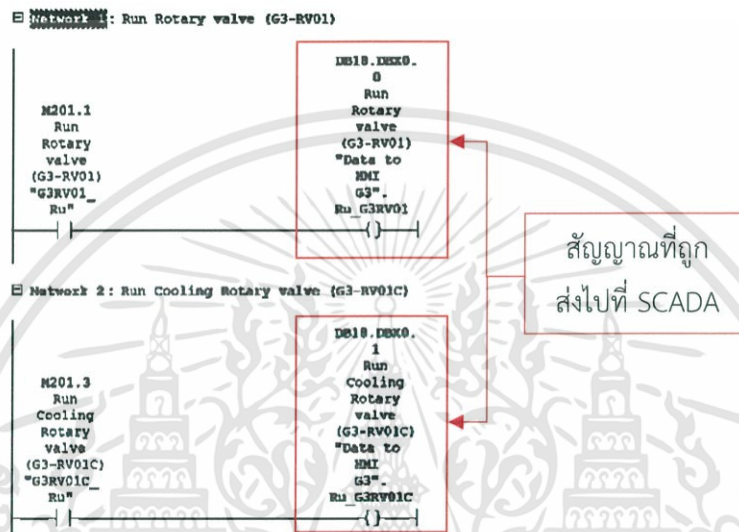 Network 1: Run Rotary valve (G3-RV01)
DB18.DBX0.
0
Run
Rotary
valve
(G3-RV01)
"Data to
HMI
G3".
Ru_G3RV01
M201.1
Run
Rotary
valve
(G3-RV01)
"G3RV01_
Ru"
สัญญาณที่ถูก
ส่งไปที่ SCADA
Network 2: Run Cooling Rotary valve (G3-RV01C)
DB18.DBX0.
1
Run
Cooling
Rotary
valve
(G3-RV01C)
"Data to
HMI
G3".
Ru_G3RV01C
M201.3
Run
Cooling
Rotary
valve
(G3-RV01C)
"G3RV01C_
Ru"